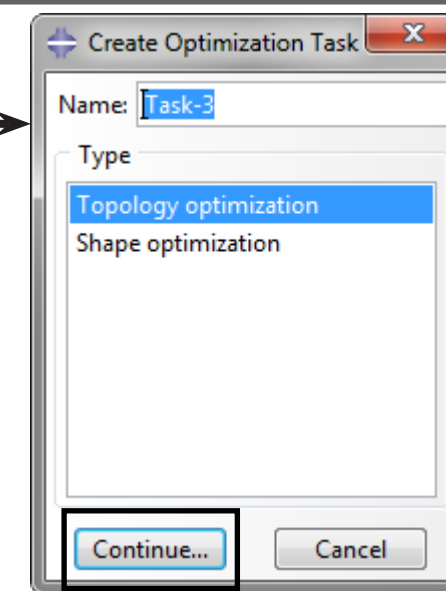 Create Optimization Task
Name: Task-3
Type
Topology optimization
Shape optimization
Continue... Cancel